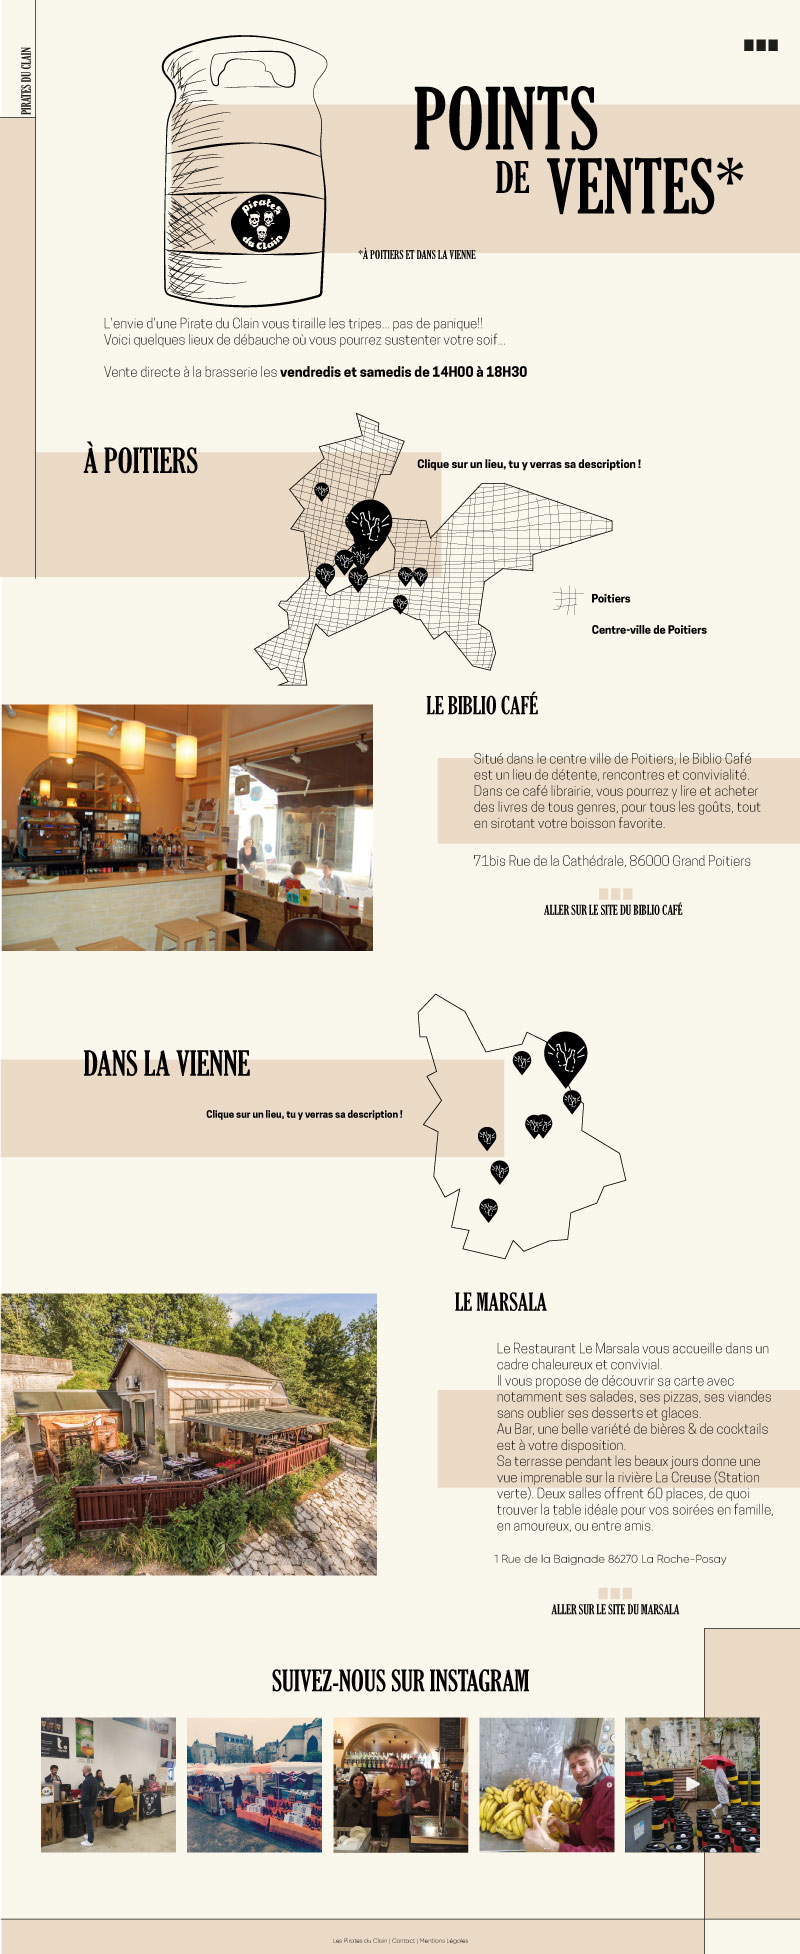 PIRATES DU CLAIN
POINTS
DE VENTES*
Pirates
du Clain
*À POITIERS ET DANS LA VIENNE
L'envie d'une Pirate du Clain vous tiraille les tripes... pas de panique!!
Voici quelques lieux de débauche où vous pourrez sustenter votre soif...
Vente directe à la brasserie les vendredis et samedis de 14H00 à 18H30
À POITIERS
Clique sur un lieu, tu y verras sa description !
Poitiers
Centre-ville de Poitiers
LE BIBLIO CAFÉ
Situé dans le centre ville de Poitiers, le Biblio Café
est un lieu de détente, rencontres et convivialité.
Dans ce café librairie, vous pourrez y lire et acheter
des livres de tous genres, pour tous les goûts, tout
en sirotant votre boisson favorite.
71bis Rue de la Cathédrale, 86000 Grand Poitiers
ALLER SUR LE SITE DU BIBLIO CAFÉ
DANS LA VIENNE
Clique sur un lieu, tu y verras sa description !
LE MARSALA
Le Restaurant Le Marsala vous accueille dans un
cadre chaleureux et convivial.
Il vous propose de découvrir sa carte avec
notamment ses salades, ses pizzas, ses viandes
sans oublier ses desserts et glaces.
Au Bar, une belle variété de bières & de cocktails
est à votre disposition.
Sa terrasse pendant les beaux jours donne une
vue imprenable sur la rivière La Creuse (Station
verte). Deux salles offrent 60 places, de quoi
trouver la table idéale pour vos soirées en famille,
en amoureux, ou entre amis.
1 Rue de la Baignade 86270 La Roche-Posay
ALLER SUR LE SITE DU MARSALA
SUIVEZ-NOUS SUR INSTAGRAM
Les Pirates du Clain | Contact | Mentions Légales